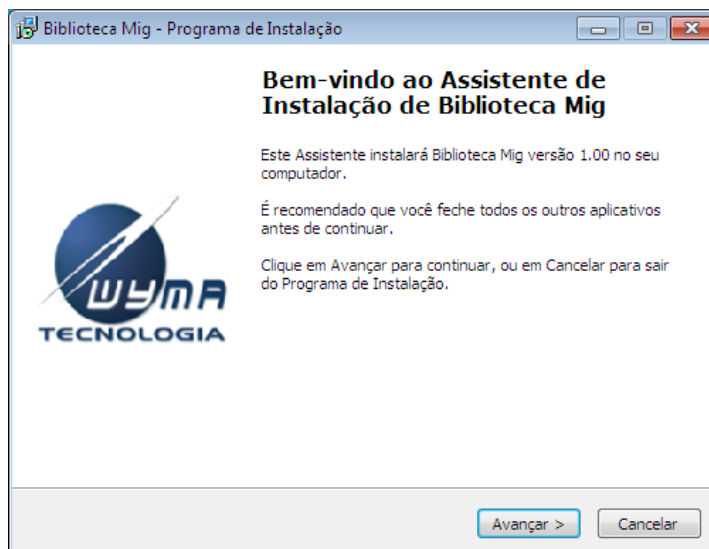 Biblioteca Mig - Programa de Instalação
Bem-vindo ao Assistente de
Instalação de Biblioteca Mig
Este Assistente instalará Biblioteca Mig versão 1.00 no seu
computador.
É recomendado que você feche todos os outros aplicativos
antes de continuar.
Clique em Avançar para continuar, ou em Cancelar para sair
do Programa de Instalação.
WYMA
TECNOLOGIA
Avançar >
Cancelar